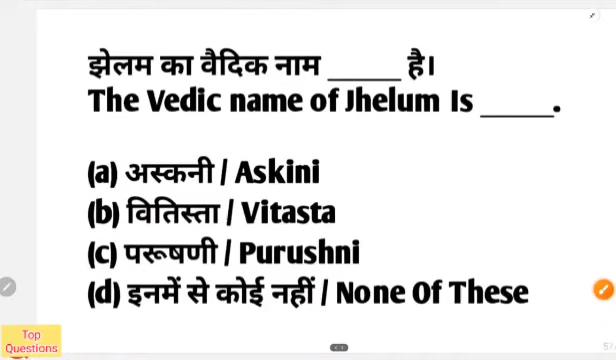 झेलम का वैदिक नाम _____ है।
The Vedic name of Jhelum Is _____.
(a) अस्कनी / Askini
(b) वितिस्ता / Vitasta
(c) परूषणी / Purushni
(d) इनमें से कोई नहीं / None Of These
Top
Questions